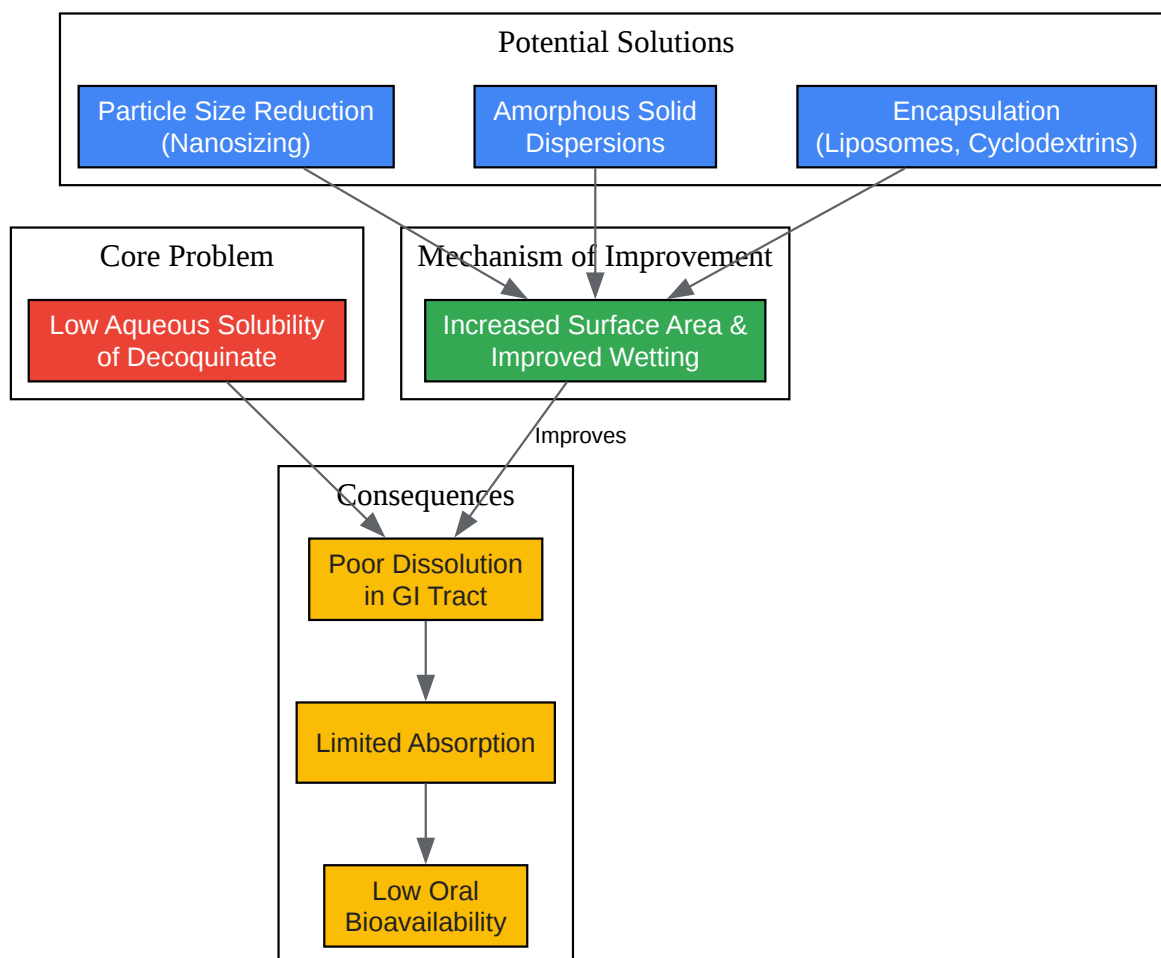 Potential Solutions
Particle Size Reduction
(Nanosizing)
Amorphous Solid
Dispersions
Encapsulation
(Liposomes, Cyclodextrins)
Core Problem
Low Aqueous Solubility
of Decoquinate
Mechanism of Improvement
Increased Surface Area &
Improved Wetting
Improves
Consequences
Poor Dissolution
in GI Tract
Limited Absorption
Low Oral
Bioavailability